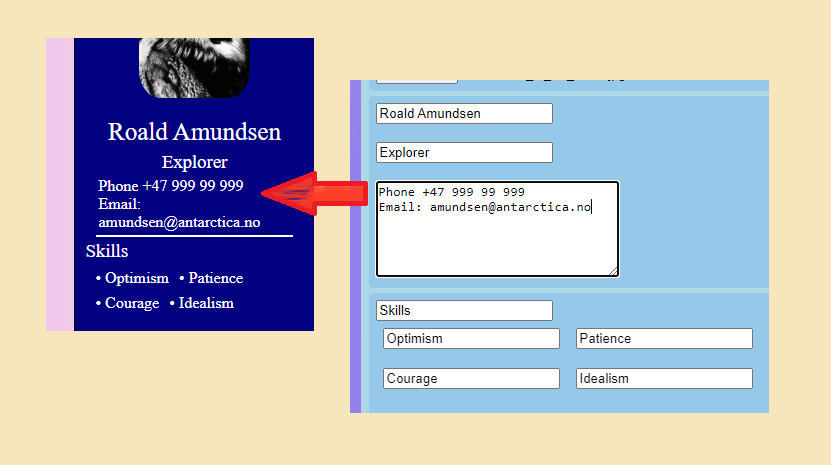 Roald Amundsen
Explorer
Phone +47 999 99 999
Email:
amundsen@antarctica.no
Skills
• Optimism • Patience
• Courage • Idealism
Roald Amundsen
Explorer
Phone +47 999 99 999
Email: amundsen@antarctica.no
Skills
Optimism Patience
Courage Idealism